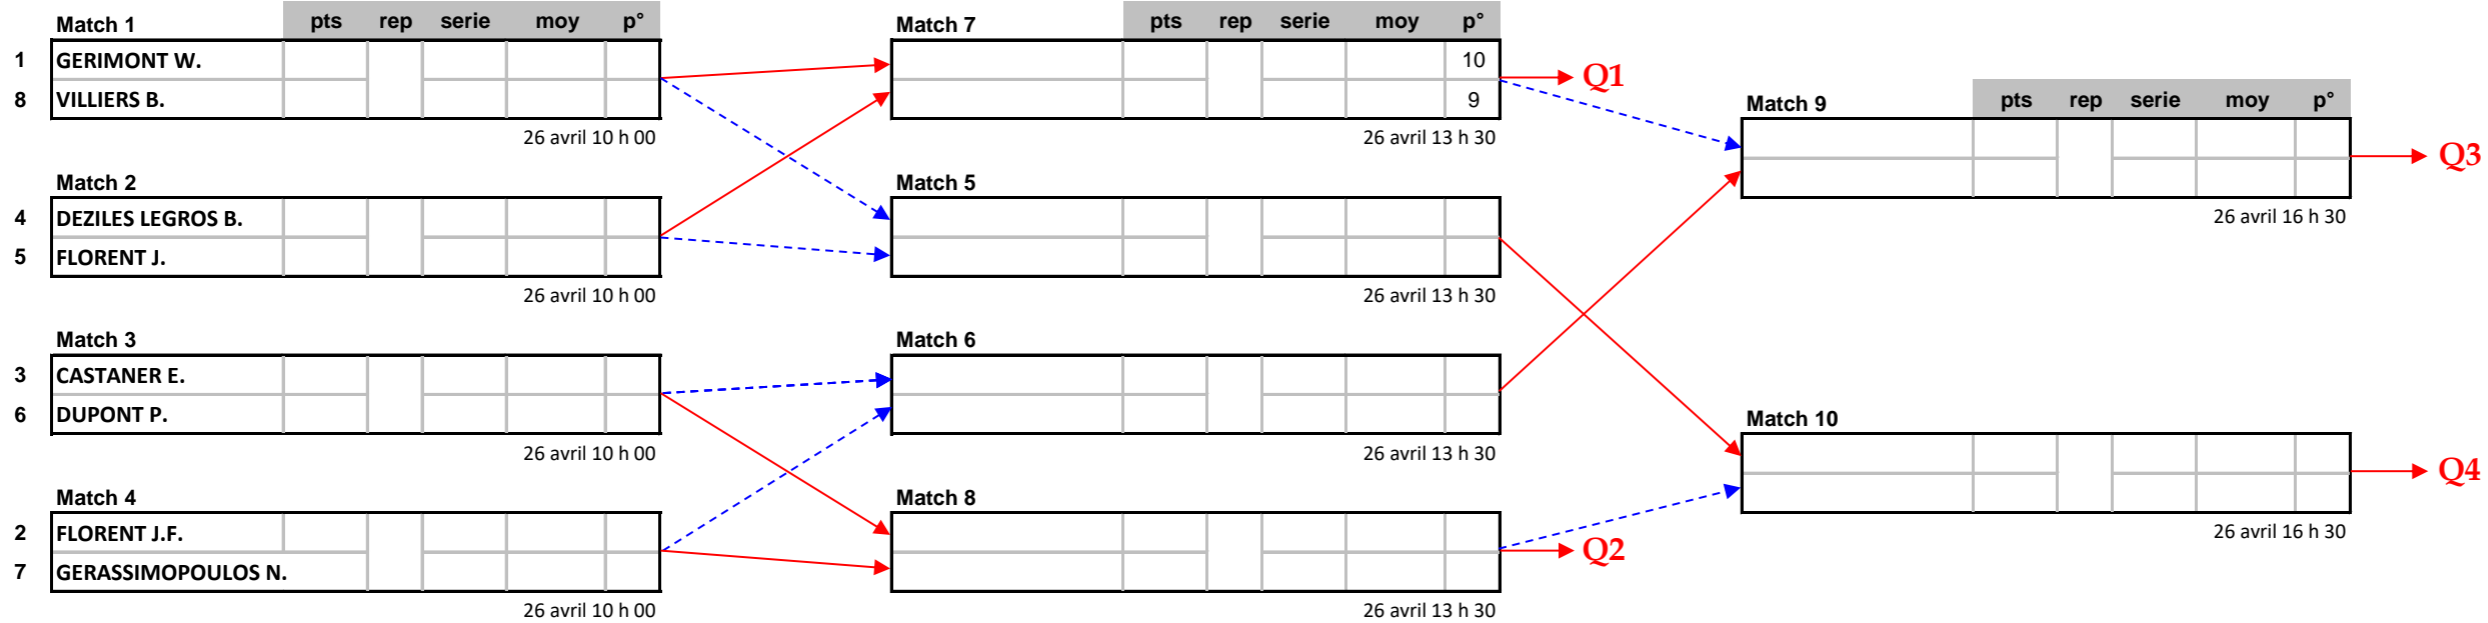 Match 1 pts rep serie moy p°
1 GERIMONT W.
8 VILLIERS B.
26 avril 10 h 00
Match 2
4 DEZILES LEGROS B.
5 FLORENT J.
26 avril 10 h 00
Match 3
3 CASTANER E.
6 DUPONT P.
26 avril 10 h 00
Match 4
2 FLORENT J.F.
7 GERASSIMOPOULOS N.
26 avril 10 h 00
Match 7 pts rep serie moy p°
10
9
Q1
26 avril 13 h 30
Match 5
26 avril 13 h 30
Match 6
26 avril 13 h 30
Match 8
Q2
26 avril 13 h 30
Match 9 pts rep serie moy p°
Q3
26 avril 16 h 30
Match 10
Q4
26 avril 16 h 30